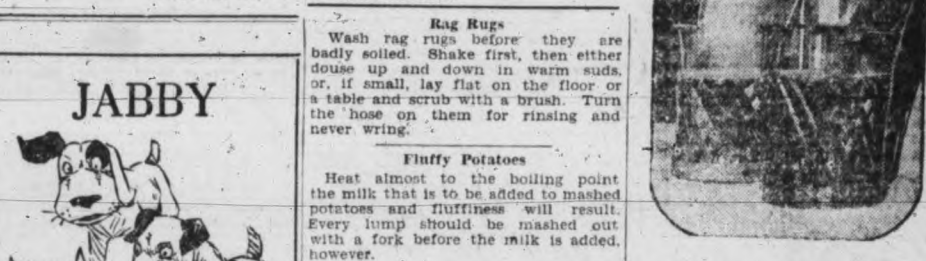 JABBY
Rag Rugs
Wash rag rugs before they are
badly soiled. Shake first, then either
douse up and down in warm suds,
or, if small, lay flat on the floor or
a table and scrub with a brush. Turn
the hose on them for rinsing and
never wring.
Fluffy Potatoes
Heat almost to the boiling point
the milk that is to be added to mashed
potatoes and fluffiness will result.
Every lump should be mashed out
with a fork before the milk is added,
however.